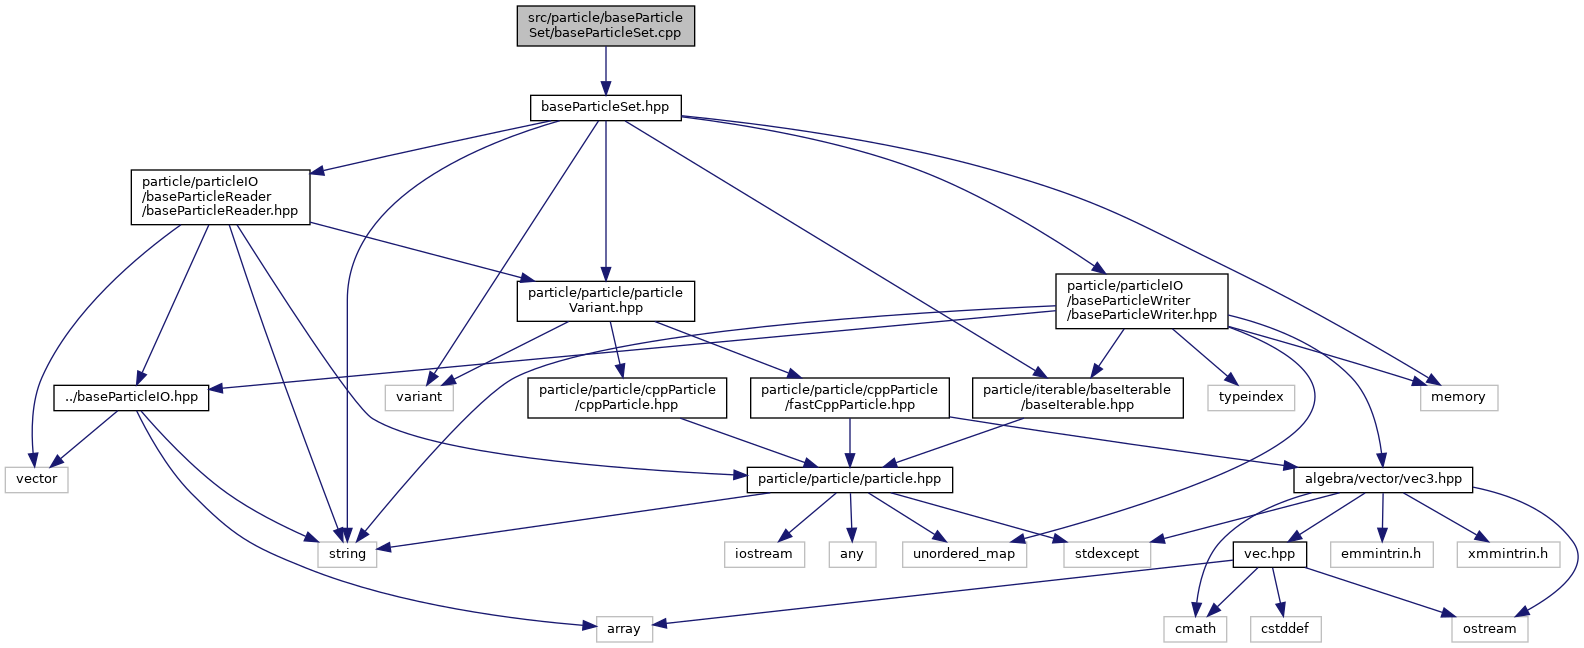 src/particle/baseParticle
Set/baseParticleSet.cpp
baseParticleSet.hpp
particle/particleIO
/baseParticleReader
/baseParticleReader.hpp
particle/particle/particle
Variant.hpp
particle/particleIO
/baseParticleWriter
/baseParticleWriter.hpp
../baseParticleIO.hpp
variant
particle/particle/cppParticle
/cppParticle.hpp
particle/particle/cppParticle
/fastCppParticle.hpp
particle/iterable/baseIterable
/baseIterable.hpp
typeindex
memory
vector
particle/particle/particle.hpp
algebra/vector/vec3.hpp
string
iostream
any
unordered_map
stdexcept
vec.hpp
emmintrin.h
xmmintrin.h
array
cmath
cstddef
ostream